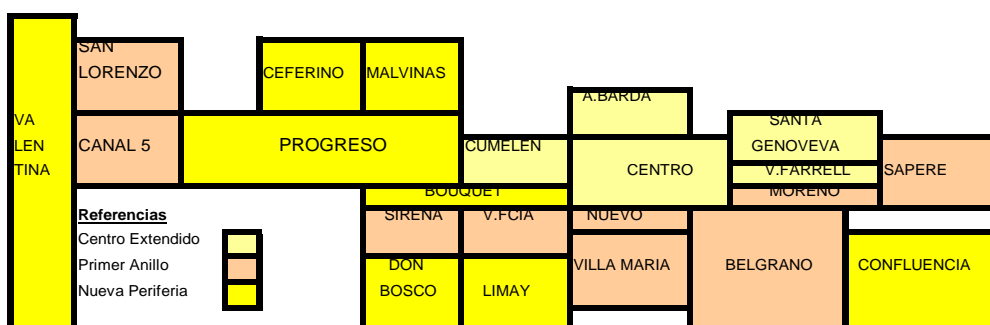 SAN
LORENZO
CEFERINO
MALVINAS
A.BARDA
VA
LEN
TINA
CANAL 5
PROGRESO
CUMELEN
CENTRO
SANTA
GENOVEVA
V.FARRELL
MORENO
SAPERE
BOUQUET
SIRENA
V.FCIA
NUEVO
Referencias
Centro Extendido
Primer Anillo
Nueva Periferia
DON
BOSCO
LIMAY
VILLA MARIA
BELGRANO
CONFLUENCIA